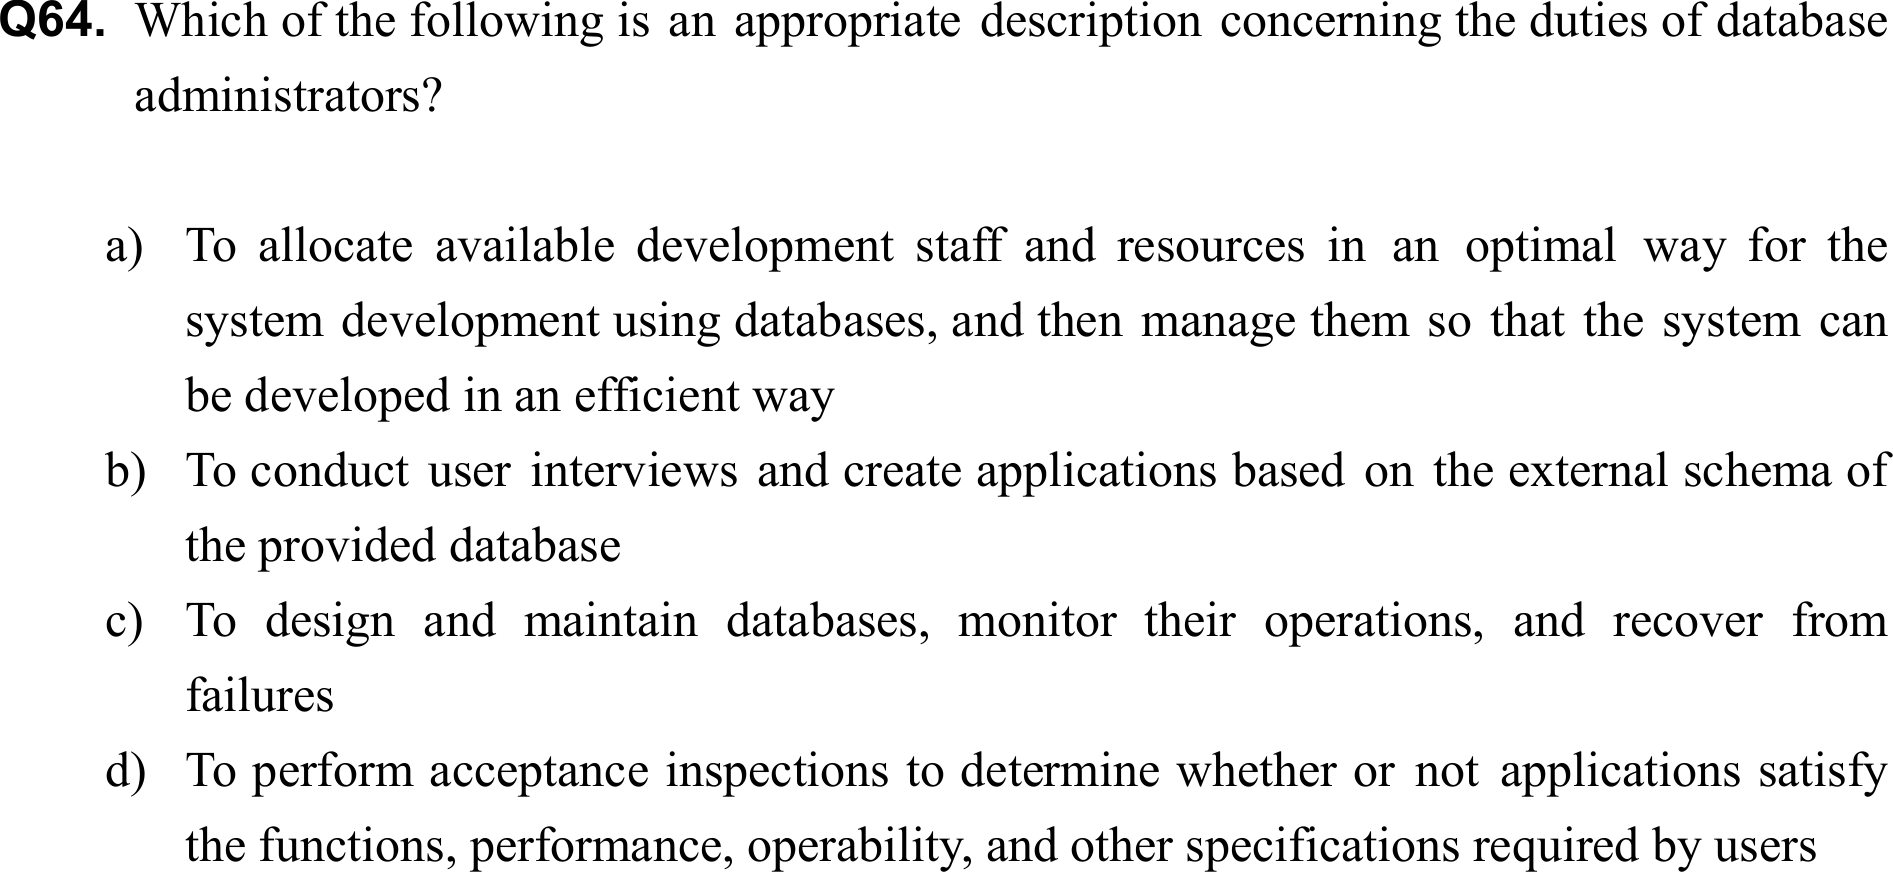 Q64. Which of the following is an appropriate description concerning the duties of database
administrators?
a) To allocate available development staff and resources in an optimal way for the
system development using databases, and then manage them so that the system can
be developed in an efficient way
b) To conduct user interviews and create applications based on the external schema of
the provided database
c) To design and maintain databases, monitor their operations, and recover from
failures
d) To perform acceptance inspections to determine whether or not applications satisfy
the functions, performance, operability, and other specifications required by users